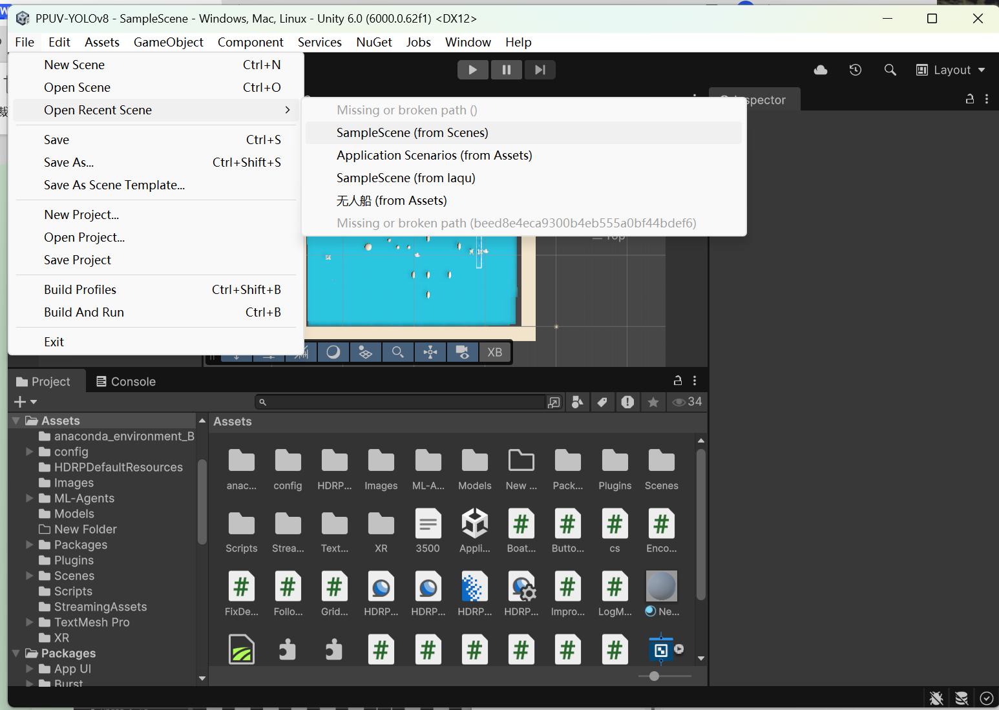 PPUV-YOLOv8 - SampleScene - Windows, Mac, Linux - Unity 6.0 (6000.0.62f1) <DX12>
File Edit Assets GameObject Component Services NuGet Jobs Window Help
New Scene Ctrl+N
Open Scene Ctrl+O
Open Recent Scene
Save Ctrl+S
Save As... Ctrl+Shift+S
Save As Scene Template...
New Project...
Open Project...
Save Project
Build Profiles Ctrl+Shift+B
Build And Run Ctrl+B
Exit
Missing or broken path ()
SampleScene (from Scenes)
Application Scenarios (from Assets)
SampleScene (from laqu)
无人船 (from Assets)
Missing or broken path (beed8e4eca9300b4eb555a0bf44bdef6)
Layout
Inspector
Top
XB
Project Console
34
Assets
anaconda_environment_B
config
HDRPDefaultResources
Images
ML-Agents
Models
New Folder
Packages
Plugins
Scenes
Scripts
StreamingAssets
TextMesh Pro
XR
Packages
App UI
Burst
Assets
anac... config HDRP... Images ML-A... Models New ... Pack... Plugins Scenes
Scripts Strea... Text... XR 3500 Appli... Boat... Butto... cs Enco...
FixDe... Follo... Grid... HDRP... HDRP... HDRP... HDRP... Impro... LogM... Ne...